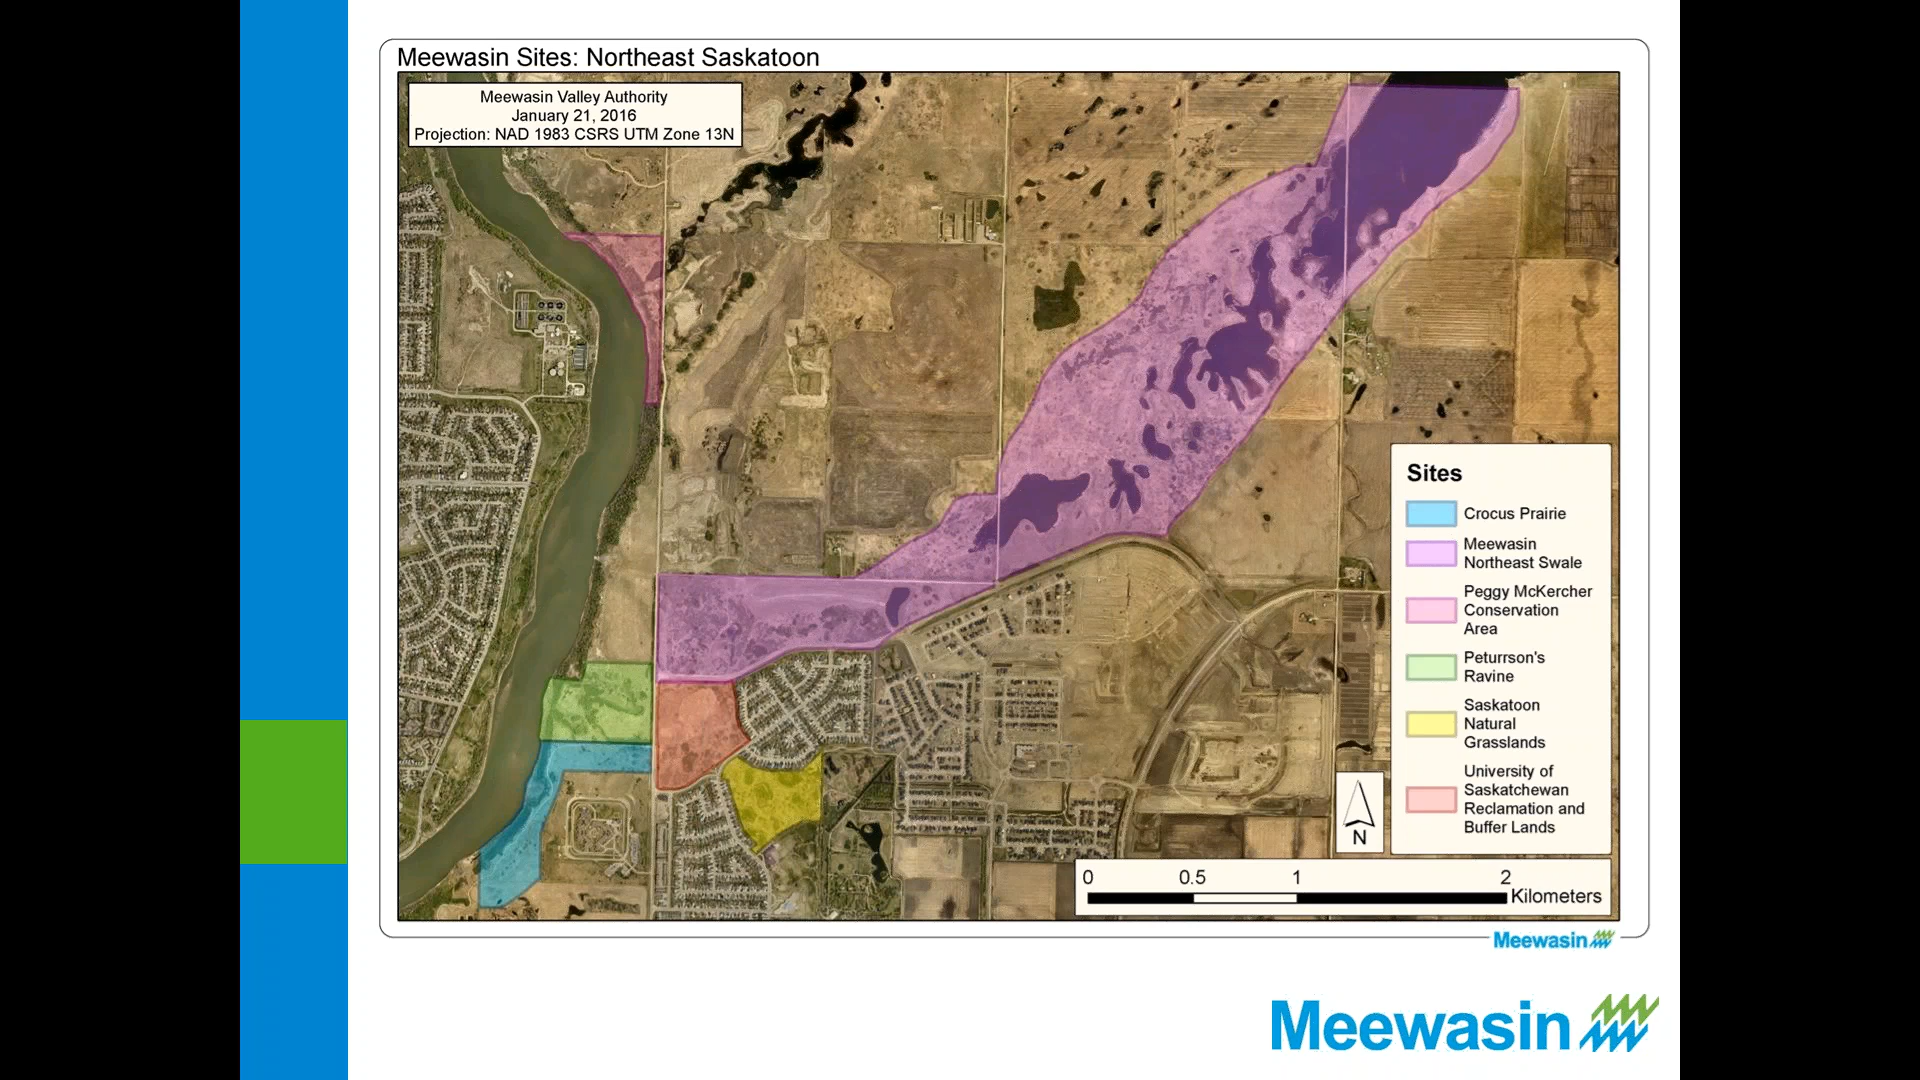 Meewasin Sites: Northeast Saskatoon
Meewasin Valley Authority
January 21, 2016
Projection: NAD 1983 CSRS UTM Zone 13N
Sites
Crocus Prairie
Meewasin
Northeast Swale
Peggy McKercher
Conservation
Area
Peturrson's
Ravine
Saskatoon
Natural
Grasslands
University of
Saskatchewan
Reclamation and
Buffer Lands
N
0 0.5 1 2
Kilometers
Meewasin
Meewasin